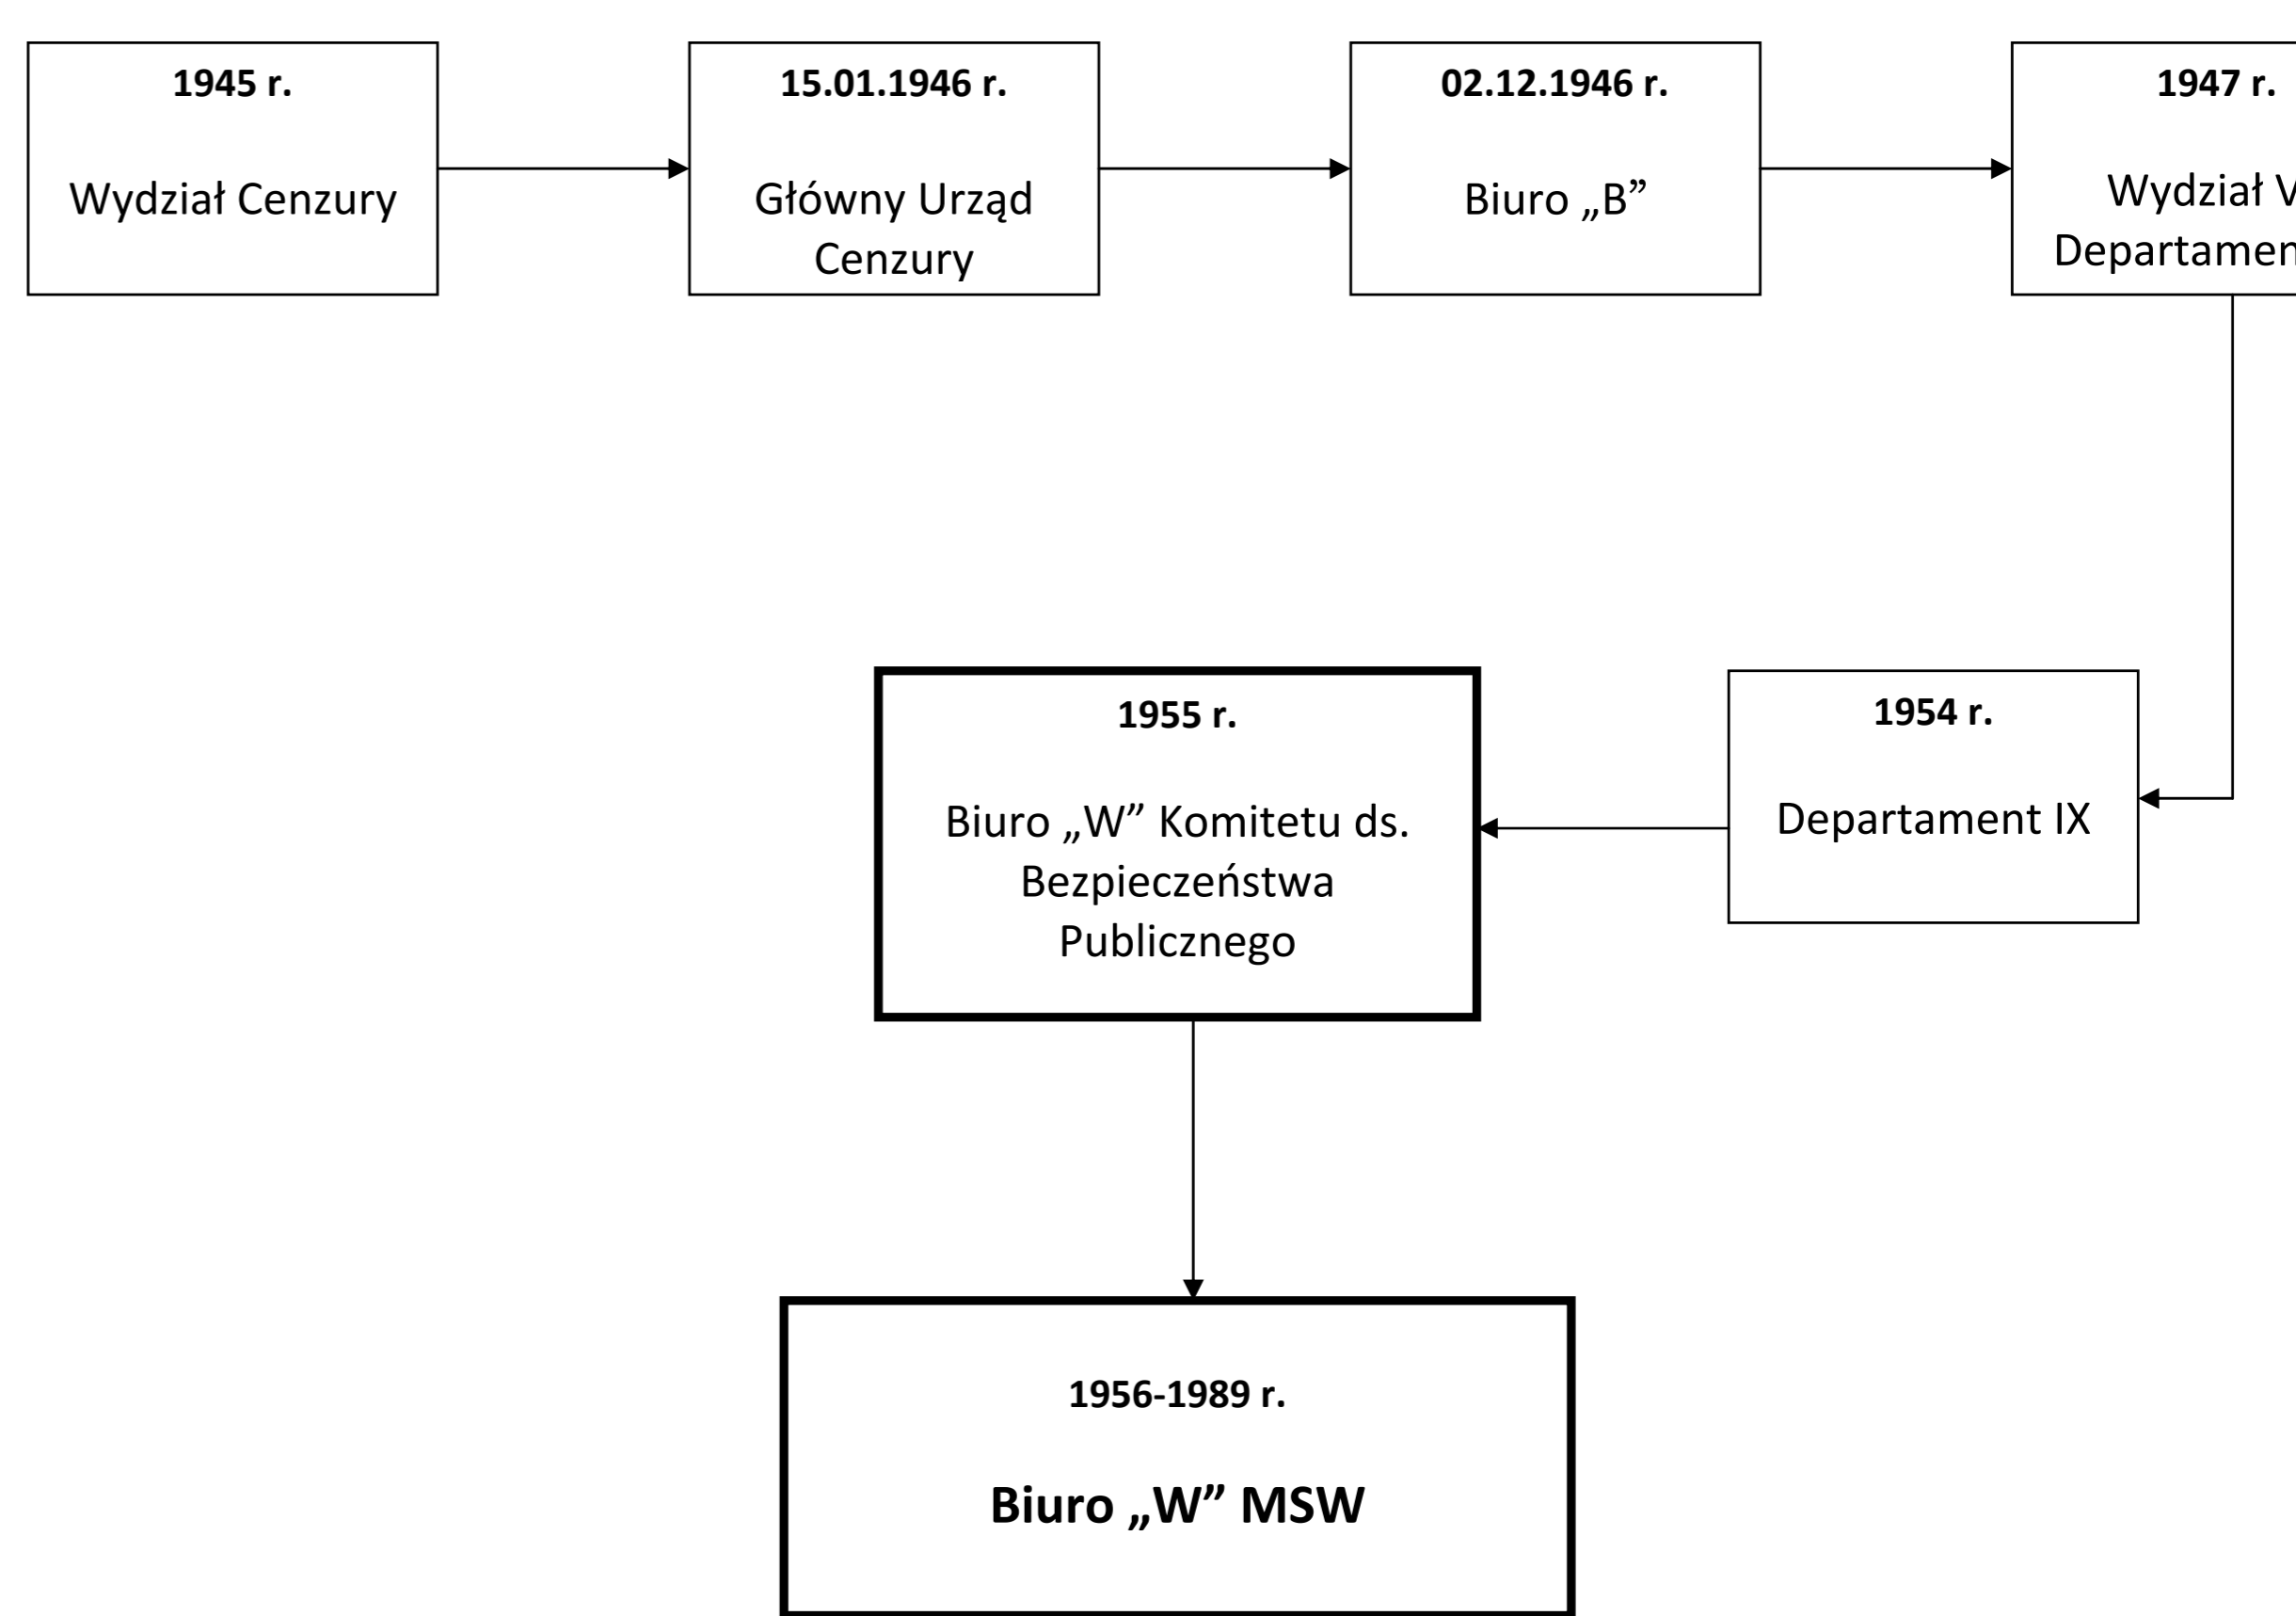 1945 r.
Wydział Cenzury
15.01.1946 r.
Główny Urząd
Cenzury
02.12.1946 r.
Biuro „B”
1947 r.
Wydział
1954 r.
Departament IX
1955 r.
Biuro „W” Komitetu ds.
Bezpieczeństwa
Publicznego
1956-1989 r.
Biuro „W” MSW